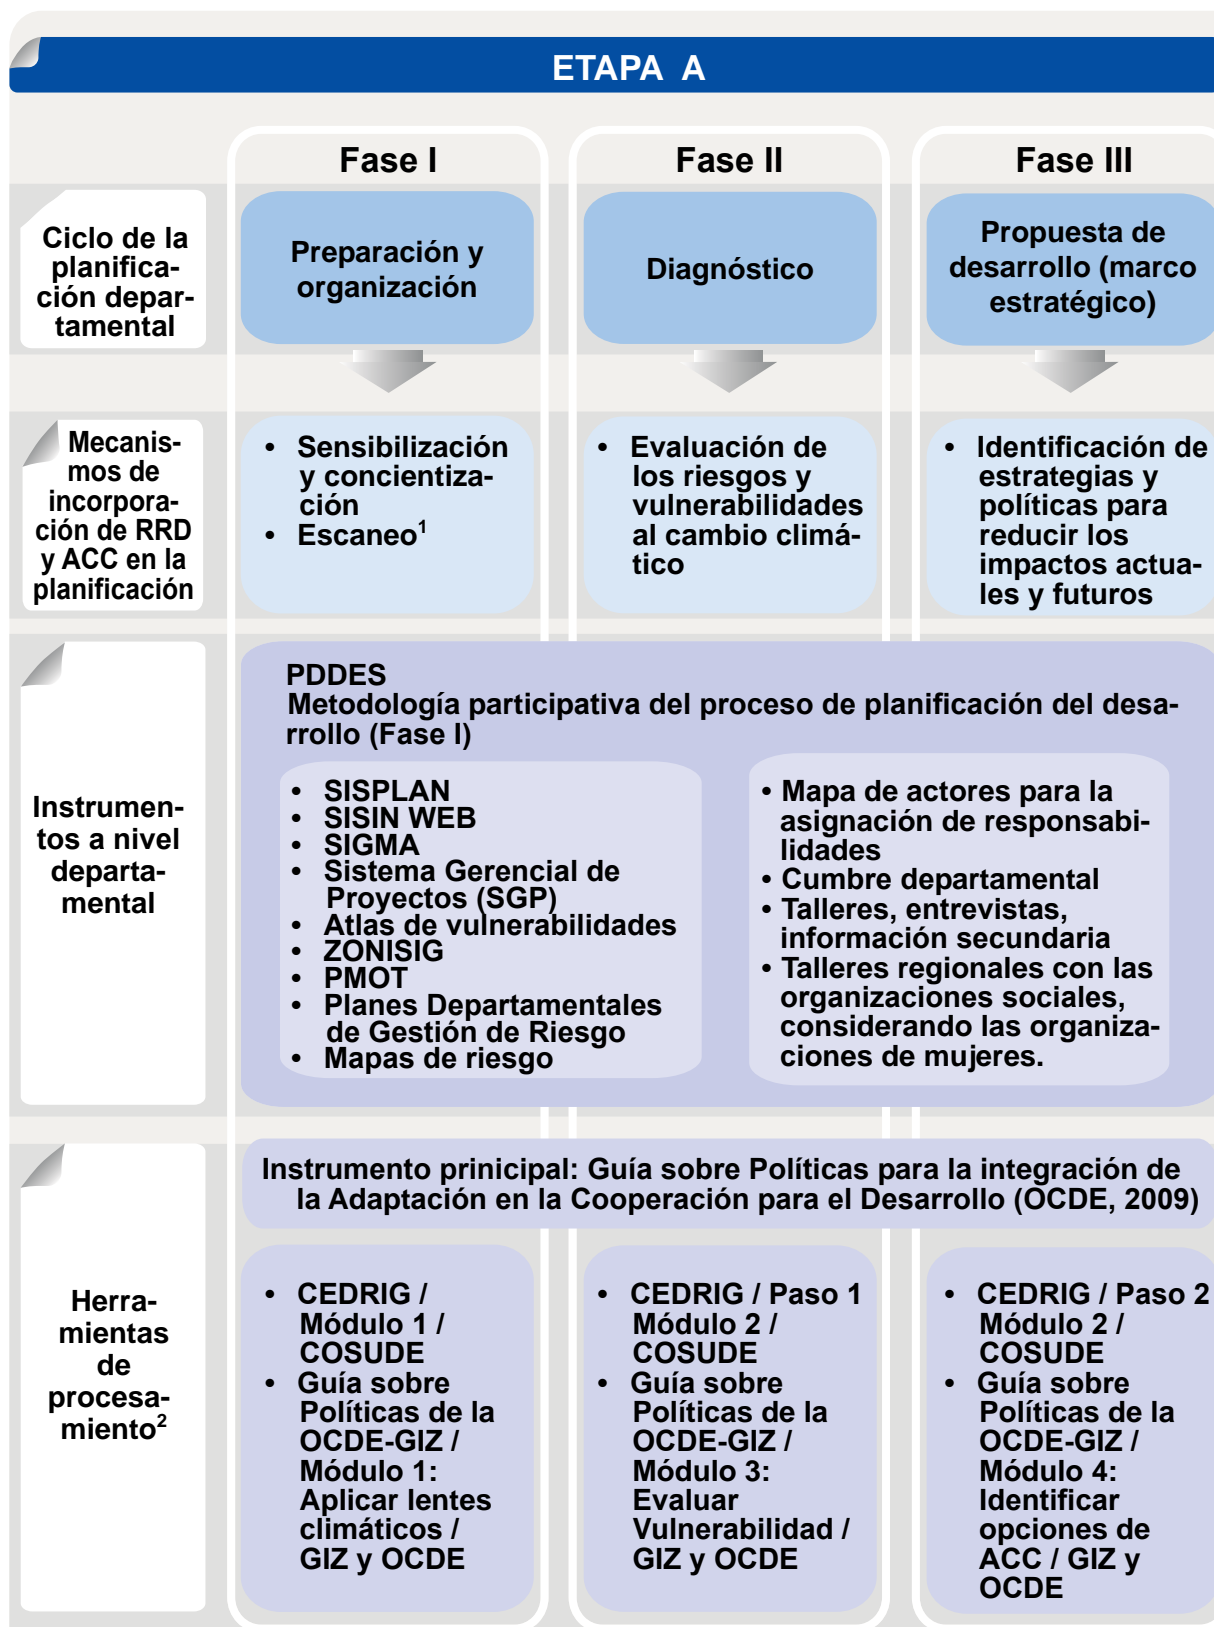 ETAPA A
Fase I
Fase II
Fase III
Ciclo de la
planifica-
ción depar-
tamental
Preparación y
organización
Diagnóstico
Propuesta de
desarrollo (marco
estratégico)
Mecanis-
mos de
incorpora-
ción de RRD
y ACC en la
planificación
• Sensibilización
y concientiza-
ción
• Escaneo¹
• Evaluación de
los riesgos y
vulnerabilidades
al cambio climá-
tico
• Identificación de
estrategias y
políticas para
reducir los
impactos actua-
les y futuros
Instrumen-
tos a nivel
departa-
mental
PDDES
Metodología participativa del proceso de planificación del desa-
rrollo (Fase I)
• SISPLAN
• SISIN WEB
• SIGMA
• Sistema Gerencial de
Proyectos (SGP)
• Atlas de vulnerabilidades
• ZONISIG
• PMOT
• Planes Departamentales
de Gestión de Riesgo
• Mapas de riesgo
• Mapa de actores para la
asignación de responsabi-
lidades
• Cumbre departamental
• Talleres, entrevistas,
información secundaria
• Talleres regionales con las
organizaciones sociales,
considerando las organiza-
ciones de mujeres.
Herra-
mientas
de
procesa-
miento²
Instrumento prinicipal: Guía sobre Políticas para la integración de
la Adaptación en la Cooperación para el Desarrollo (OCDE, 2009)
• CEDRIG /
Módulo 1 /
COSUDE
• Guía sobre
Políticas de la
OCDE-GIZ /
Módulo 1:
Aplicar lentes
climáticos /
GIZ y OCDE
• CEDRIG / Paso 1
Módulo 2 /
COSUDE
• Guía sobre
Políticas de la
OCDE-GIZ /
Módulo 3:
Evaluar
Vulnerabilidad /
GIZ y OCDE
• CEDRIG / Paso 2
Módulo 2 /
COSUDE
• Guía sobre
Políticas de la
OCDE-GIZ /
Módulo 4:
Identificar
opciones de
ACC / GIZ y
OCDE